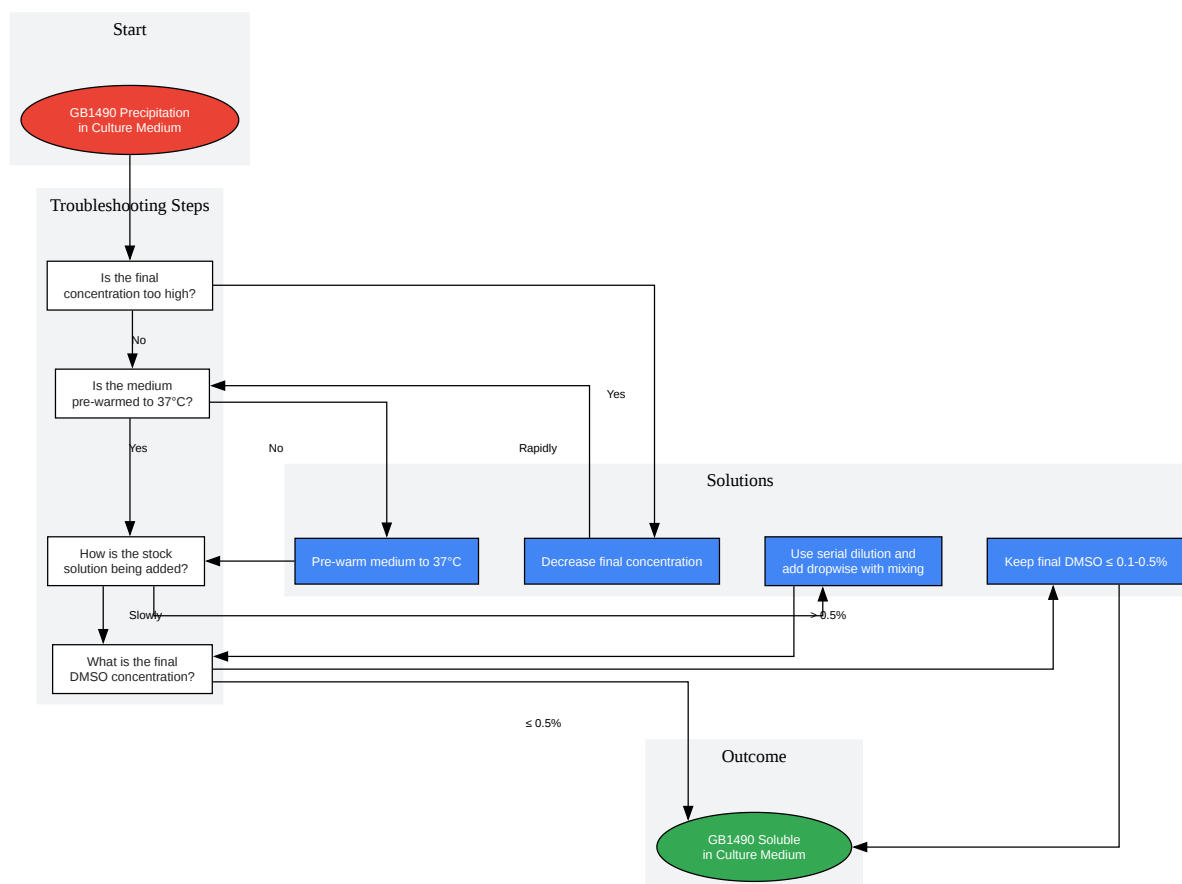 Start
GB1490 Precipitation
in Culture Medium
Troubleshooting Steps
Is the final
concentration too high?
No
Is the medium
pre-warmed to 37°C?
Yes
Yes
No
Rapidly
Solutions
How is the stock
solution being added?
Pre-warm medium to 37°C
Decrease final concentration
Use serial dilution and
add dropwise with mixing
Keep final DMSO ≤ 0.1-0.5%
Slowly
> 0.5%
What is the final
DMSO concentration?
≤ 0.5%
Outcome
GB1490 Soluble
in Culture Medium